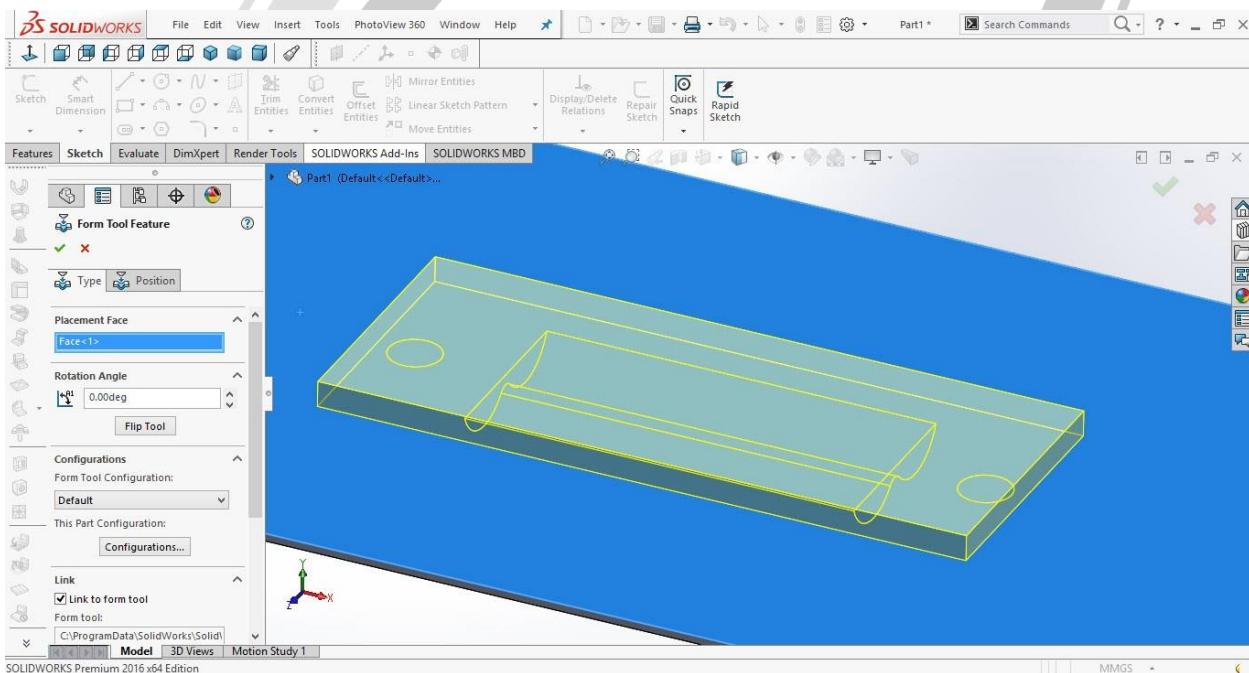 SOLIDWORKS File Edit View Insert Tools PhotoView 360 Window Help Part1 * Search Commands ?
Sketch Smart Dimension Trim Entities Convert Entities Offset Entities Mirror Entities Linear Sketch Pattern Move Entities Display/Delete Relations Repair Sketch Quick Snaps Rapid Sketch
Features Sketch Evaluate DimXpert Render Tools SOLIDWORKS Add-Ins SOLIDWORKS MBD
Part1 (Default<<Default>...
Form Tool Feature ?
Type Position
Placement Face
Face<1>
Rotation Angle
A1 0.00deg
Flip Tool
Configurations
Form Tool Configuration:
Default
This Part Configuration:
Configurations...
Link
Link to form tool
Form tool:
C:\ProgramData\SolidWorks\Solid\
Y
X
Z
Model 3D Views Motion Study 1
SOLIDWORKS Premium 2016 x64 Edition MMGS